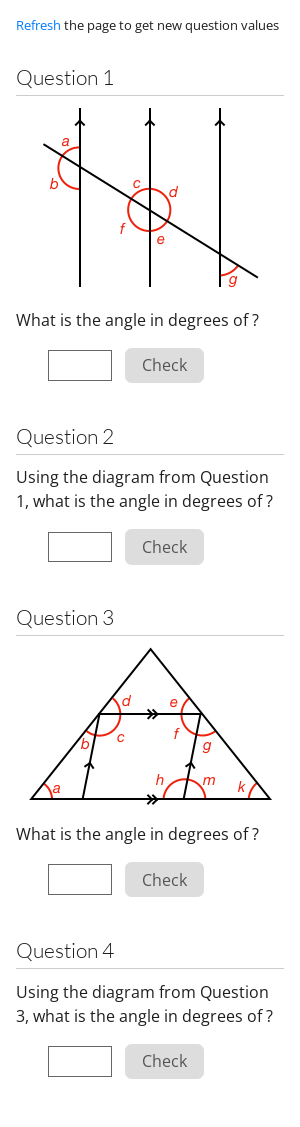 Refresh the page to get new question values
Question 1
a
b
c
d
f
e
g
What is the angle in degrees of ?
Check
Question 2
Using the diagram from Question
1, what is the angle in degrees of ?
Check
Question 3
d
e
b
c
f
g
a
h
m
k
What is the angle in degrees of ?
Check
Question 4
Using the diagram from Question
3, what is the angle in degrees of ?
Check